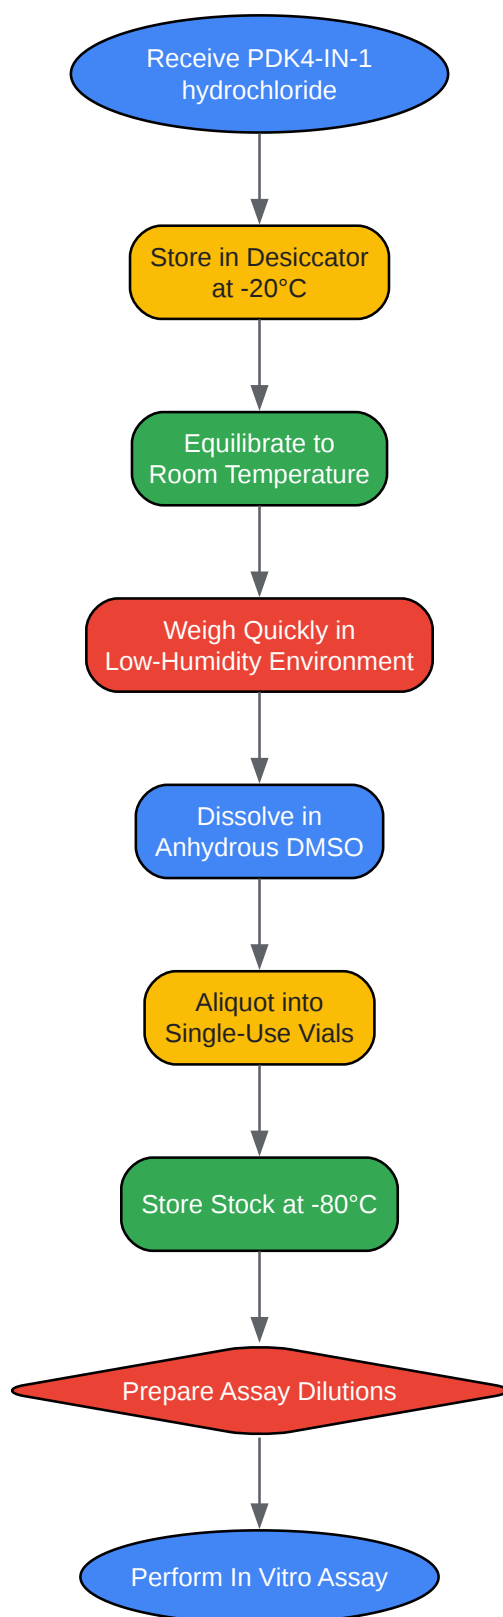 Receive PDK4-IN-1
hydrochloride
Store in Desiccator
at -20°C
Equilibrate to
Room Temperature
Weigh Quickly in
Low-Humidity Environment
Dissolve in
Anhydrous DMSO
Aliquot into
Single-Use Vials
Store Stock at -80°C
Prepare Assay Dilutions
Perform In Vitro Assay